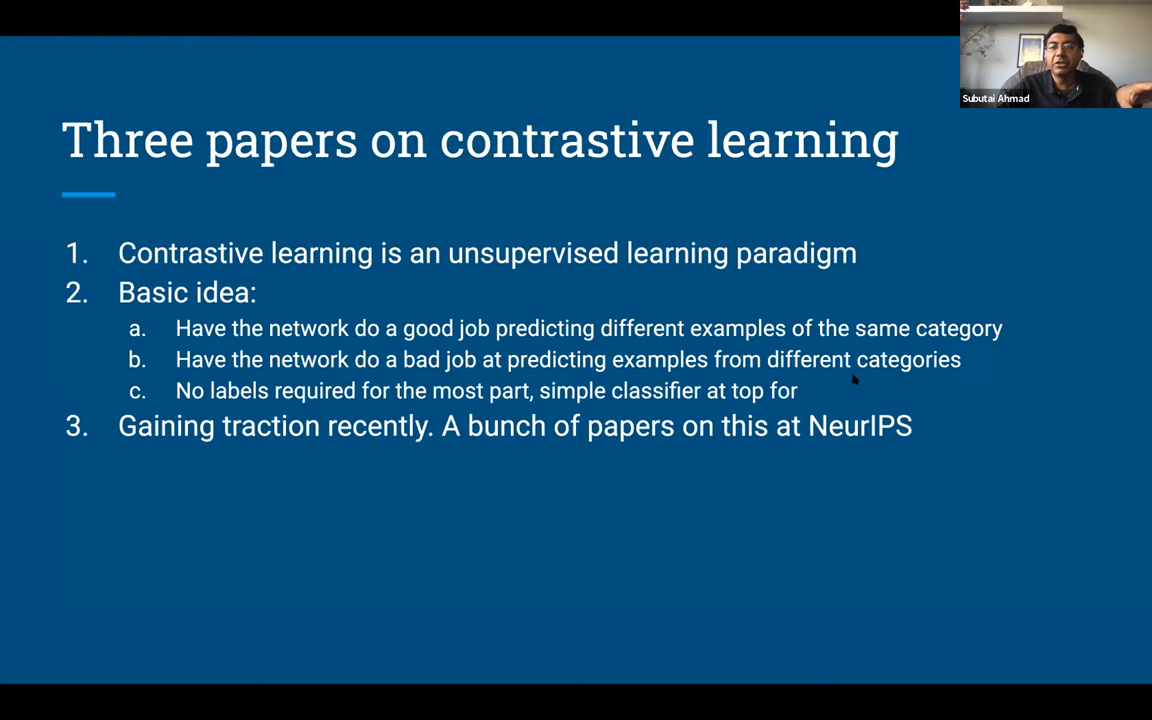 Subutai Ahmad
Three papers on contrastive learning
1. Contrastive learning is an unsupervised learning paradigm
2. Basic idea:
a. Have the network do a good job predicting different examples of the same category
b. Have the network do a bad job at predicting examples from different categories
c. No labels required for the most part, simple classifier at top for
3. Gaining traction recently. A bunch of papers on this at NeurIPS